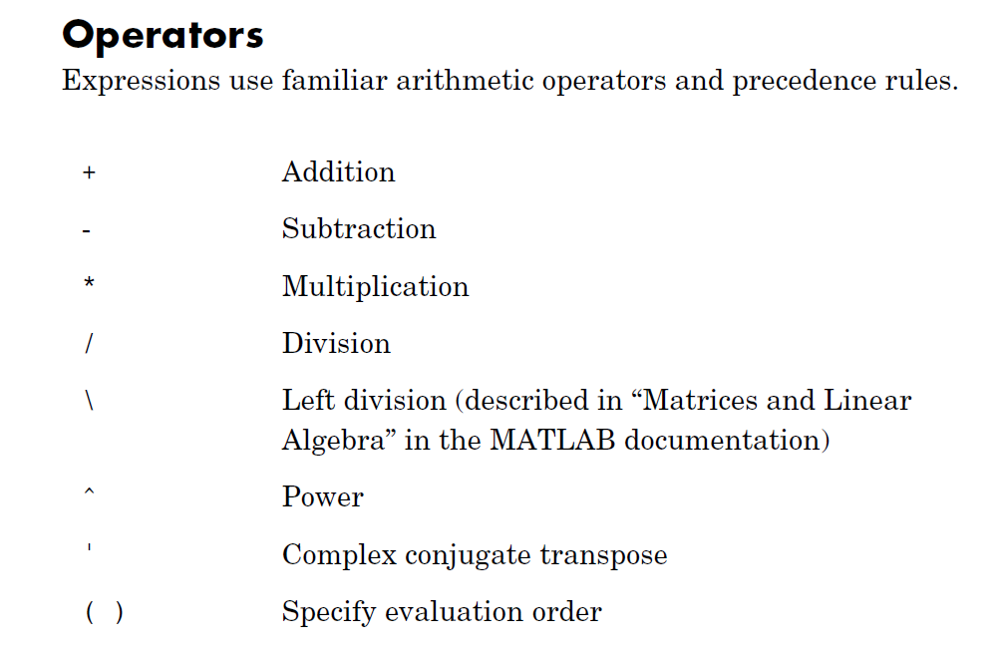 Operators
Expressions use familiar arithmetic operators and precedence rules.
+ Addition
- Subtraction
* Multiplication
/ Division
\ Left division (described in “Matrices and Linear
Algebra” in the MATLAB documentation)
^ Power
' Complex conjugate transpose
( ) Specify evaluation order